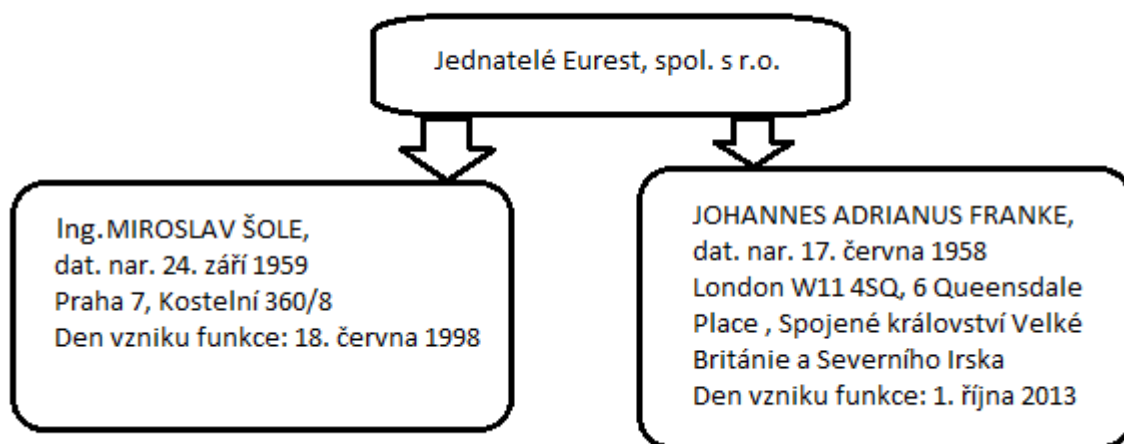 Jednatelé Eurest, spol. s r.o.
Ing. MIROSLAV ŠOLE,
dat. nar. 24. září 1959
Praha 7, Kostelní 360/8
Den vzniku funkce: 18. června 1998
JOHANNES ADRIANUS FRANKE,
dat. nar. 17. června 1958
London W11 4SQ, 6 Queensdale
Place , Spojené království Velké
Británie a Severního Irska
Den vzniku funkce: 1. října 2013